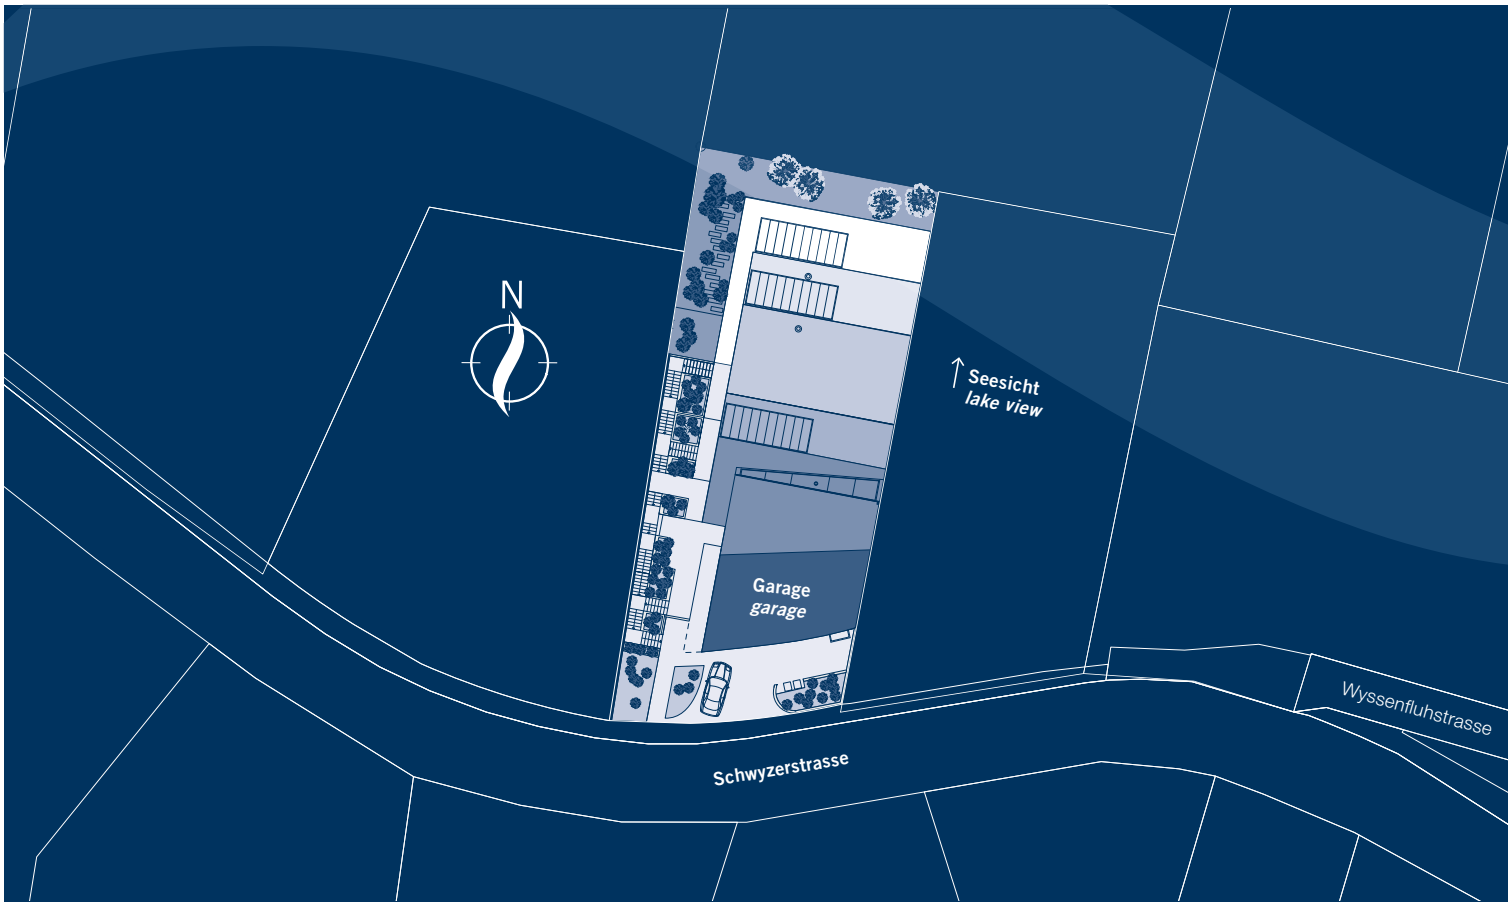 N
Seesicht
lake view
Garage
garage
Wyssenfluhstrasse
Schwyzerstrasse